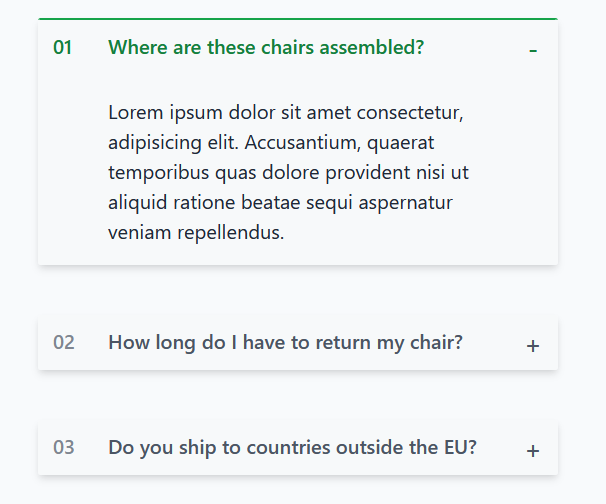 01 Where are these chairs assembled? -
Lorem ipsum dolor sit amet consectetur,
adipisicing elit. Accusantium, quaerat
temporibus quas dolore provident nisi ut
aliquid ratione beatae sequi aspernatur
veniam repellendus.
02 How long do I have to return my chair? +
03 Do you ship to countries outside the EU? +